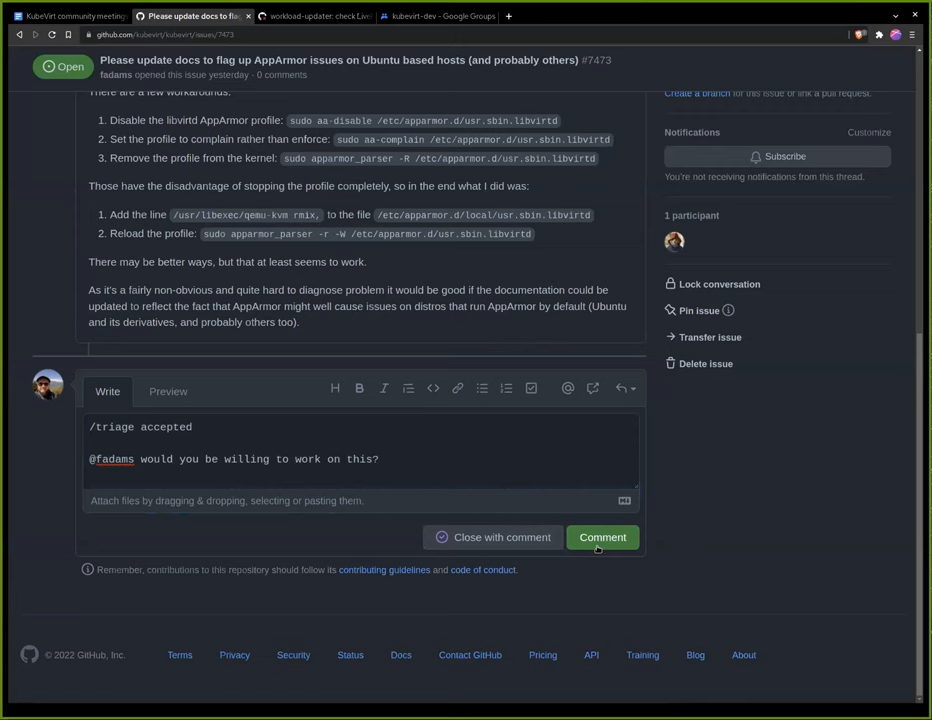 KubeVirt community meeting
Please update docs to flag
workload-updater: check Live
kubevirt-dev - Google Groups
github.com/kubevirt/kubevirt/issues/7473
Open
Please update docs to flag up AppArmor issues on Ubuntu based hosts (and probably others) #7473
fadams opened this issue yesterday · 0 comments
There are a few workarounds:
1. Disable the libvirtd AppArmor profile: sudo aa-disable /etc/apparmor.d/usr.sbin.libvirtd
2. Set the profile to complain rather than enforce: sudo aa-complain /etc/apparmor.d/usr.sbin.libvirtd
3. Remove the profile from the kernel: sudo apparmor_parser -R /etc/apparmor.d/usr.sbin.libvirtd
Those have the disadvantage of stopping the profile completely, so in the end what I did was:
1. Add the line /usr/libexec/qemu-kvm rmix, to the file /etc/apparmor.d/local/usr.sbin.libvirtd
2. Reload the profile: sudo apparmor_parser -r -W /etc/apparmor.d/usr.sbin.libvirtd
There may be better ways, but that at least seems to work.
As it's a fairly non-obvious and quite hard to diagnose problem it would be good if the documentation could be
updated to reflect the fact that AppArmor might well cause issues on distros that run AppArmor by default (Ubuntu
and its derivatives, and probably others too).
Create a branch for this issue or link a pull request.
Notifications
Customize
Subscribe
You're not receiving notifications from this thread.
1 participant
Lock conversation
Pin issue
Transfer issue
Delete issue
Write
Preview
/triage accepted
@fadams would you be willing to work on this?
Attach files by dragging & dropping, selecting or pasting them.
Close with comment
Comment
Remember, contributions to this repository should follow its contributing guidelines and code of conduct.
© 2022 GitHub, Inc.
Terms
Privacy
Security
Status
Docs
Contact GitHub
Pricing
API
Training
Blog
About